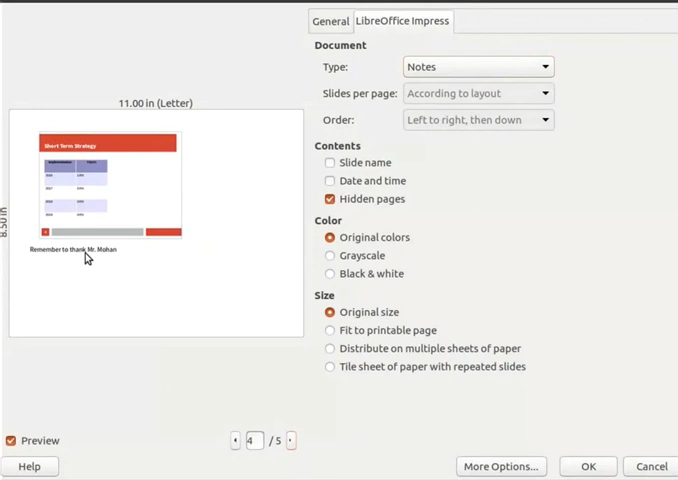 General LibreOffice Impress
Document
Type: Notes
Slides per page: According to layout
Order: Left to right, then down
Contents
Slide name
Date and time
Hidden pages
Color
Original colors
Grayscale
Black & white
Size
Original size
Fit to printable page
Distribute on multiple sheets of paper
Tile sheet of paper with repeated slides
11.00 in (Letter)
8.50 in
Short Term Strategy
Remember to thank Mr. Mohan
Preview 4 / 5
Help More Options... OK Cancel